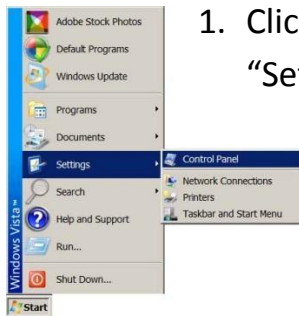 1. Clic
"Set
Adobe Stock Photos
Default Programs
Windows Update
Programs
Documents
Settings
Search
Help and Support
Run...
Shut Down...
Control Panel
Network Connections
Printers
Taskbar and Start Menu
Windows Vista™
Start